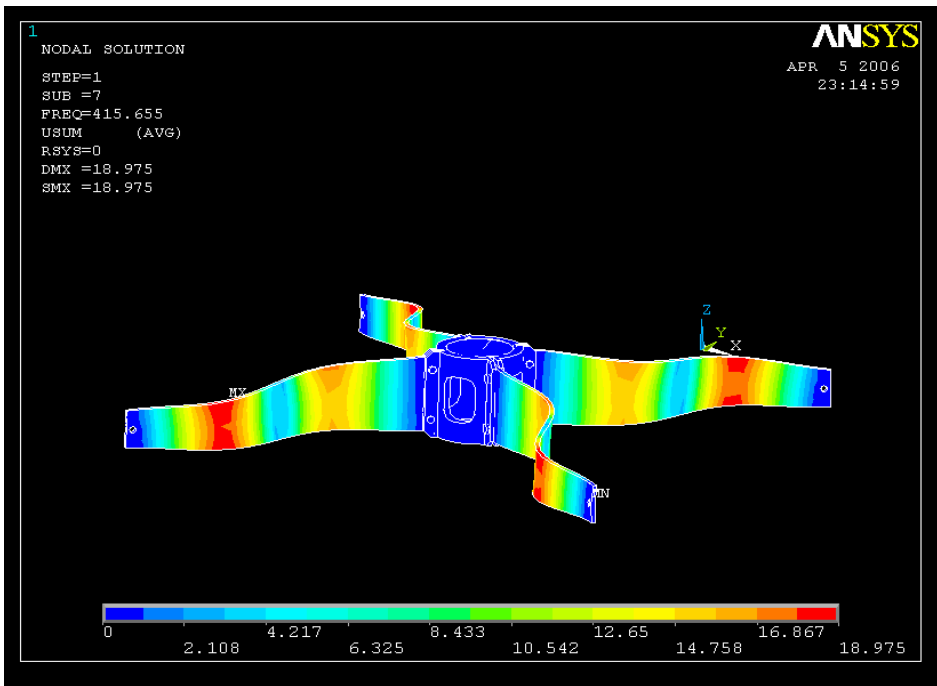 1
NODAL SOLUTION
STEP=1
SUB =7
FREQ=415.655
USUM (AVG)
RSYS=0
DMX =18.975
SMX =18.975
ANSYS
APR 5 2006
23:14:59
Z
Y
X
MX
MN
0 4.217 8.433 12.65 16.867
2.108 6.325 10.542 14.758 18.975